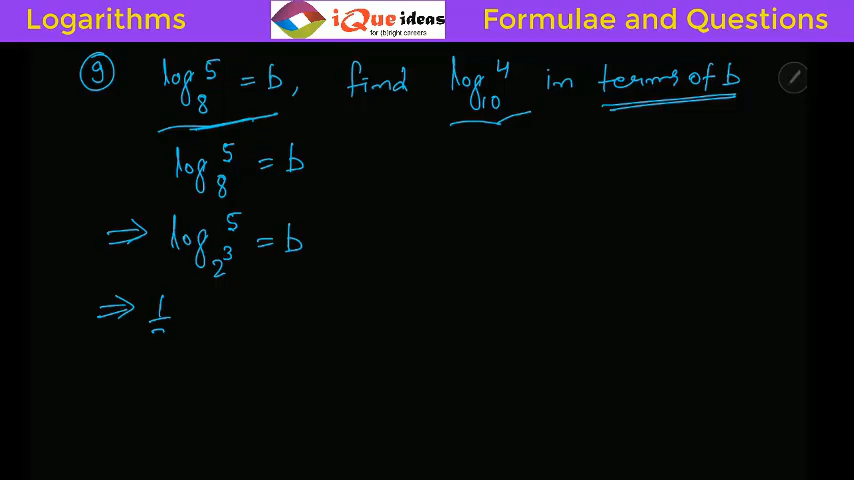 Logarithms iQue ideas Formulae and Questions
for (b)right careers
⑨ log₈⁵ = b, find log₁₀⁴ in terms of b
log₈⁵ = b
⇒ log₂³⁵ = b
⇒ 1